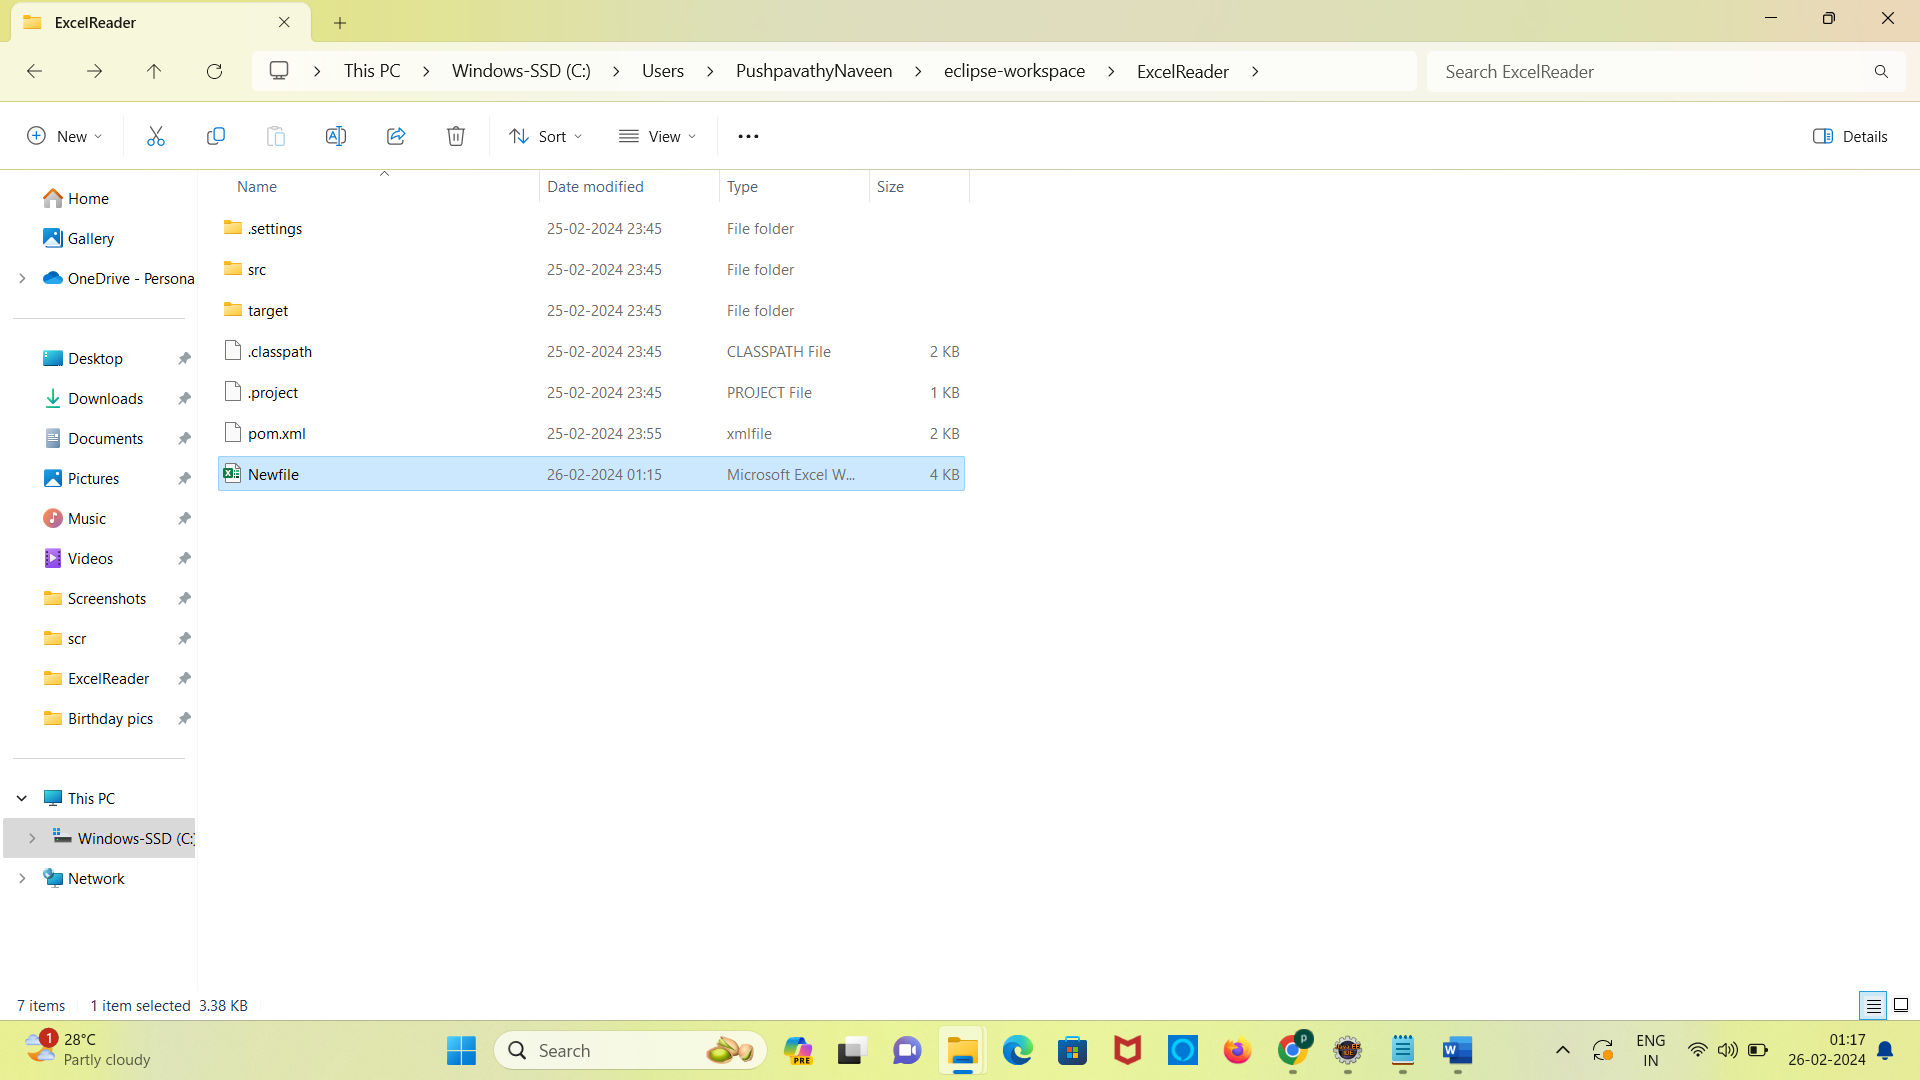 ExcelReader
This PC > Windows-SSD (C:) > Users > PushpavathyNaveen > eclipse-workspace > ExcelReader >
Search ExcelReader
New
Sort
View
Details
Name Date modified Type Size
.settings 25-02-2024 23:45 File folder
src 25-02-2024 23:45 File folder
target 25-02-2024 23:45 File folder
.classpath 25-02-2024 23:45 CLASSPATH File 2 KB
.project 25-02-2024 23:45 PROJECT File 1 KB
pom.xml 25-02-2024 23:55 xmlfile 2 KB
Newfile 26-02-2024 01:15 Microsoft Excel W... 4 KB
Home
Gallery
OneDrive - Persona
Desktop
Downloads
Documents
Pictures
Music
Videos
Screenshots
scr
ExcelReader
Birthday pics
This PC
Windows-SSD (C:)
Network
7 items 1 item selected 3.38 KB
1
28°C
Partly cloudy
Search
PRE
P
W
ENG
IN
01:17
26-02-2024